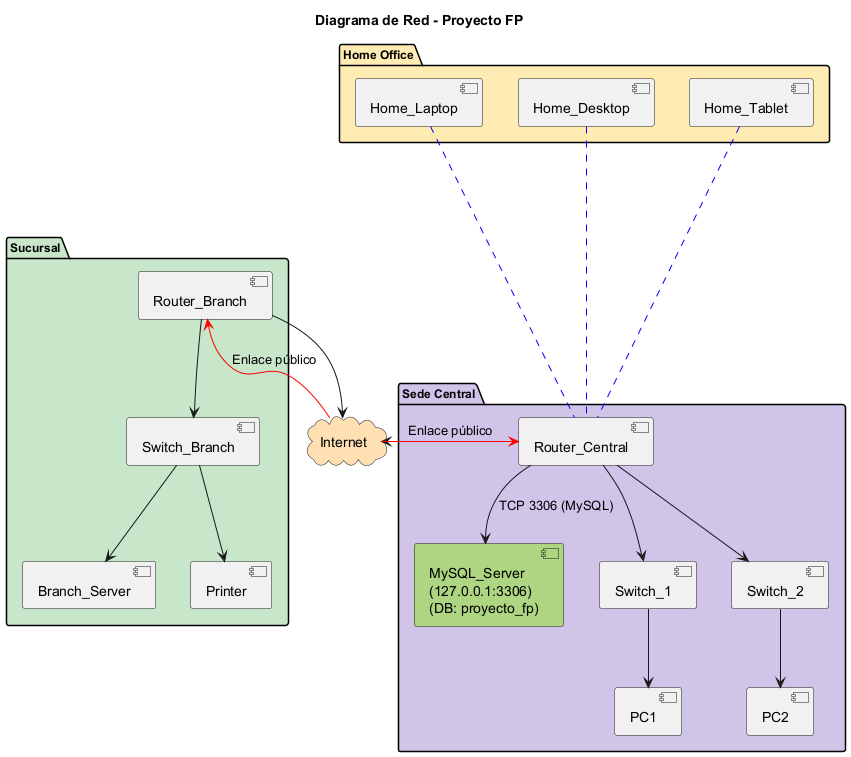 Diagrama de Red - Proyecto FP
Home Office
Home_Laptop
Home_Desktop
Home_Tablet
Sucursal
Router_Branch
Enlace público
Switch_Branch
Branch_Server
Printer
Internet
Enlace público
Sede Central
Router_Central
TCP 3306 (MySQL)
MySQL_Server
(127.0.0.1:3306)
(DB: proyecto_fp)
Switch_1
Switch_2
PC1
PC2